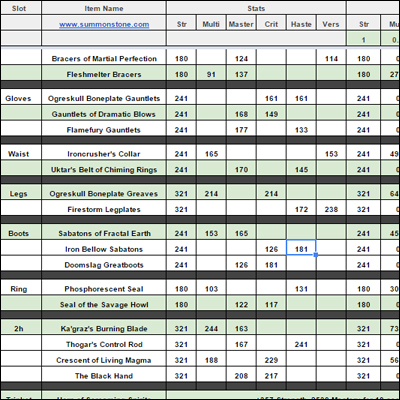 Slot Item Name Stats
www.summonstone.com Str Multi Master Crit Haste Vers Str
1 0.
Bracers of Martial Perfection 180 124 114 180
Fleshmelter Bracers 180 91 137 180 27
Gloves Ogreskull Boneplate Gauntlets 241 161 161 241
Gauntlets of Dramatic Blows 241 168 149 241
Flamefury Gauntlets 241 177 133 241
Waist Ironcrusher's Collar 241 165 153 241 49
Uktar's Belt of Chiming Rings 241 170 145 241
Legs Ogreskull Boneplate Greaves 321 214 214 321 64
Firestorm Legplates 321 172 238 321
Boots Sabatons of Fractal Earth 241 153 165 241 45
Iron Bellow Sabatons 241 126 181 241
Doomslag Greatboots 241 126 181 241
Ring Phosphorescent Seal 180 103 131 180 30
Seal of the Savage Howl 180 122 117 180
2h Ka'graz's Burning Blade 321 244 163 321 73
Thogar's Control Rod 321 167 241 321
Crescent of Living Magma 321 188 229 321 56
The Black Hand 321 208 217 321